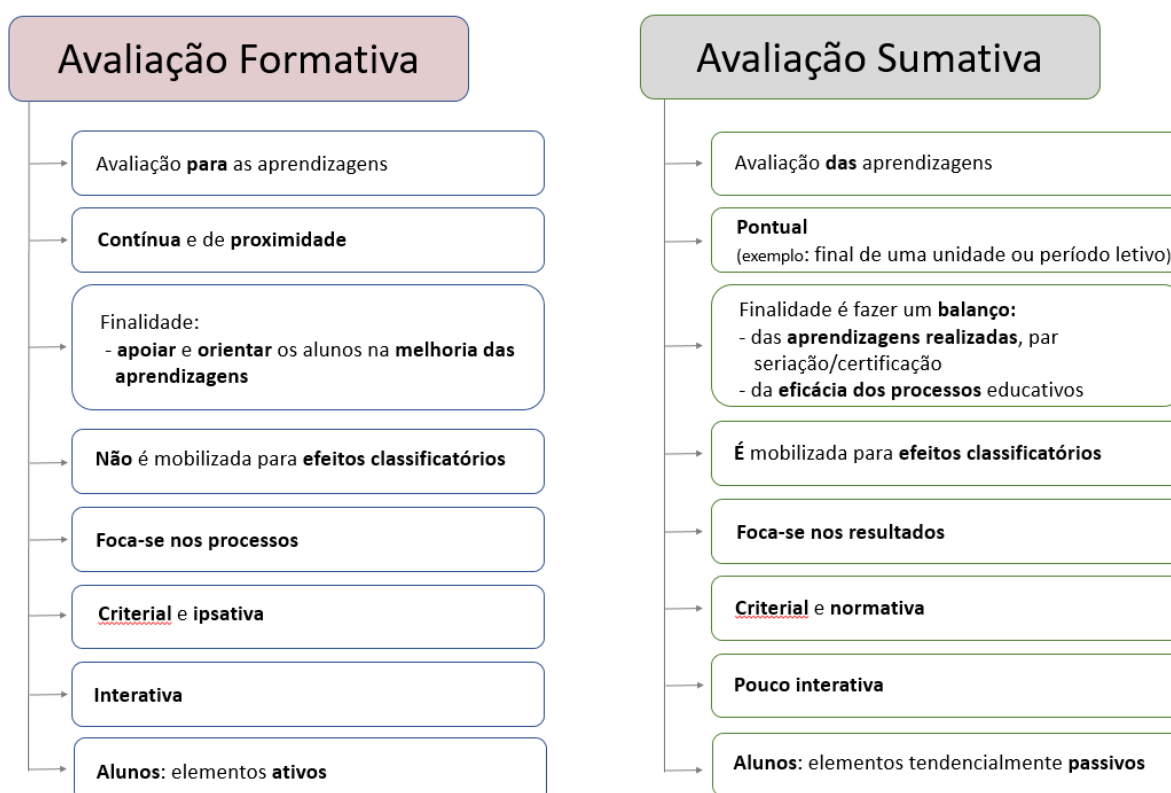 Avaliação Formativa
Avaliação para as aprendizagens
Contínua e de proximidade
Finalidade:
- apoiar e orientar os alunos na melhoria das
aprendizagens
Não é mobilizada para efeitos classificatórios
Foca-se nos processos
Criterial e ipsativa
Interativa
Alunos: elementos ativos
Avaliação Sumativa
Avaliação das aprendizagens
Pontual
(exemplo: final de uma unidade ou período letivo)
Finalidade é fazer um balanço:
- das aprendizagens realizadas, par
seriação/certificação
- da eficácia dos processos educativos
É mobilizada para efeitos classificatórios
Foca-se nos resultados
Criterial e normativa
Pouco interativa
Alunos: elementos tendencialmente passivos